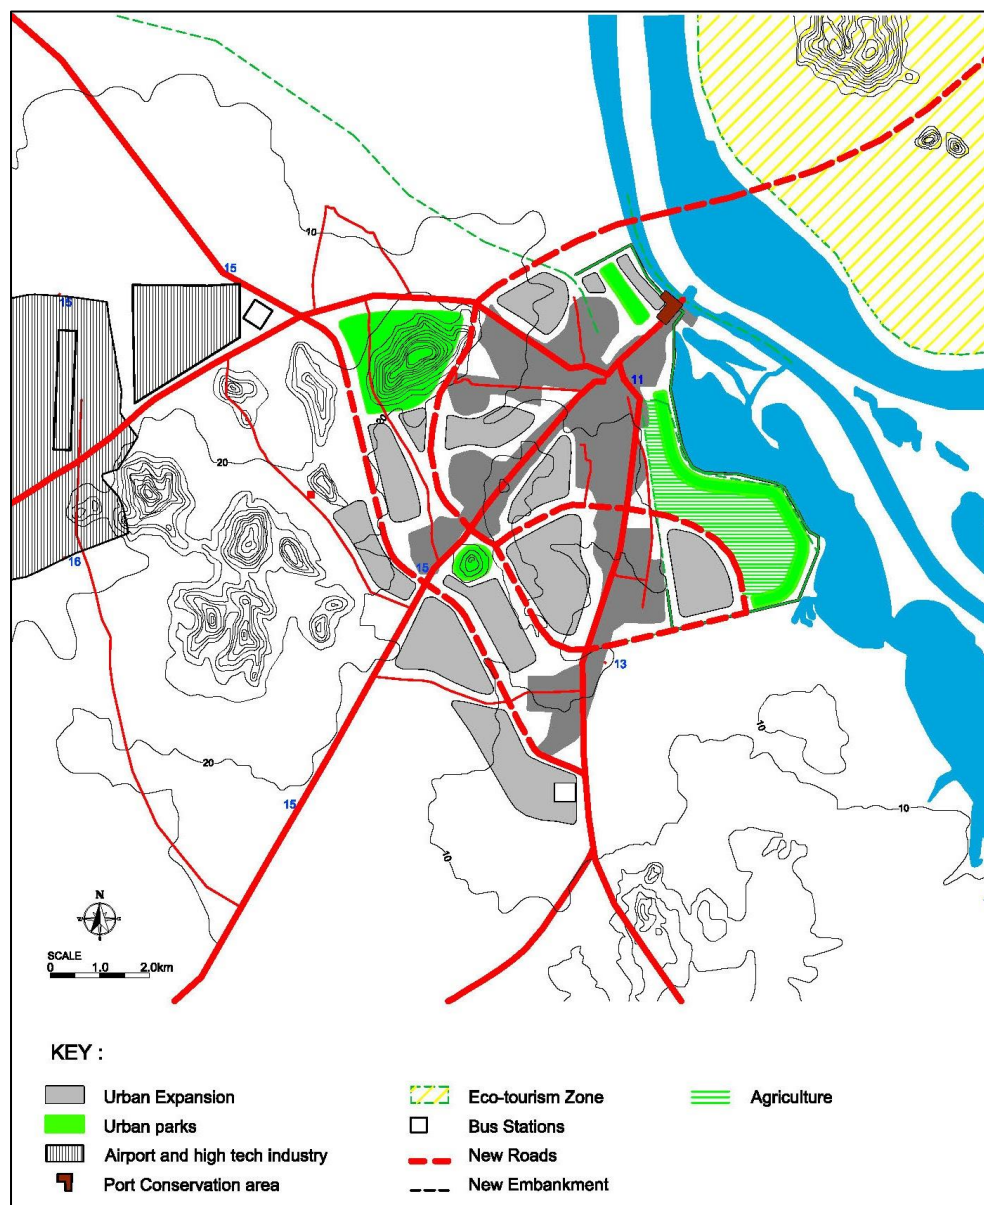 10
15
15
11
20
20
16
15
13
10
20
15
10
10
N
SCALE
0 1.0 2.0km
KEY :
Urban Expansion
Urban parks
Airport and high tech industry
Port Conservation area
Eco-tourism Zone
Bus Stations
New Roads
New Embankment
Agriculture